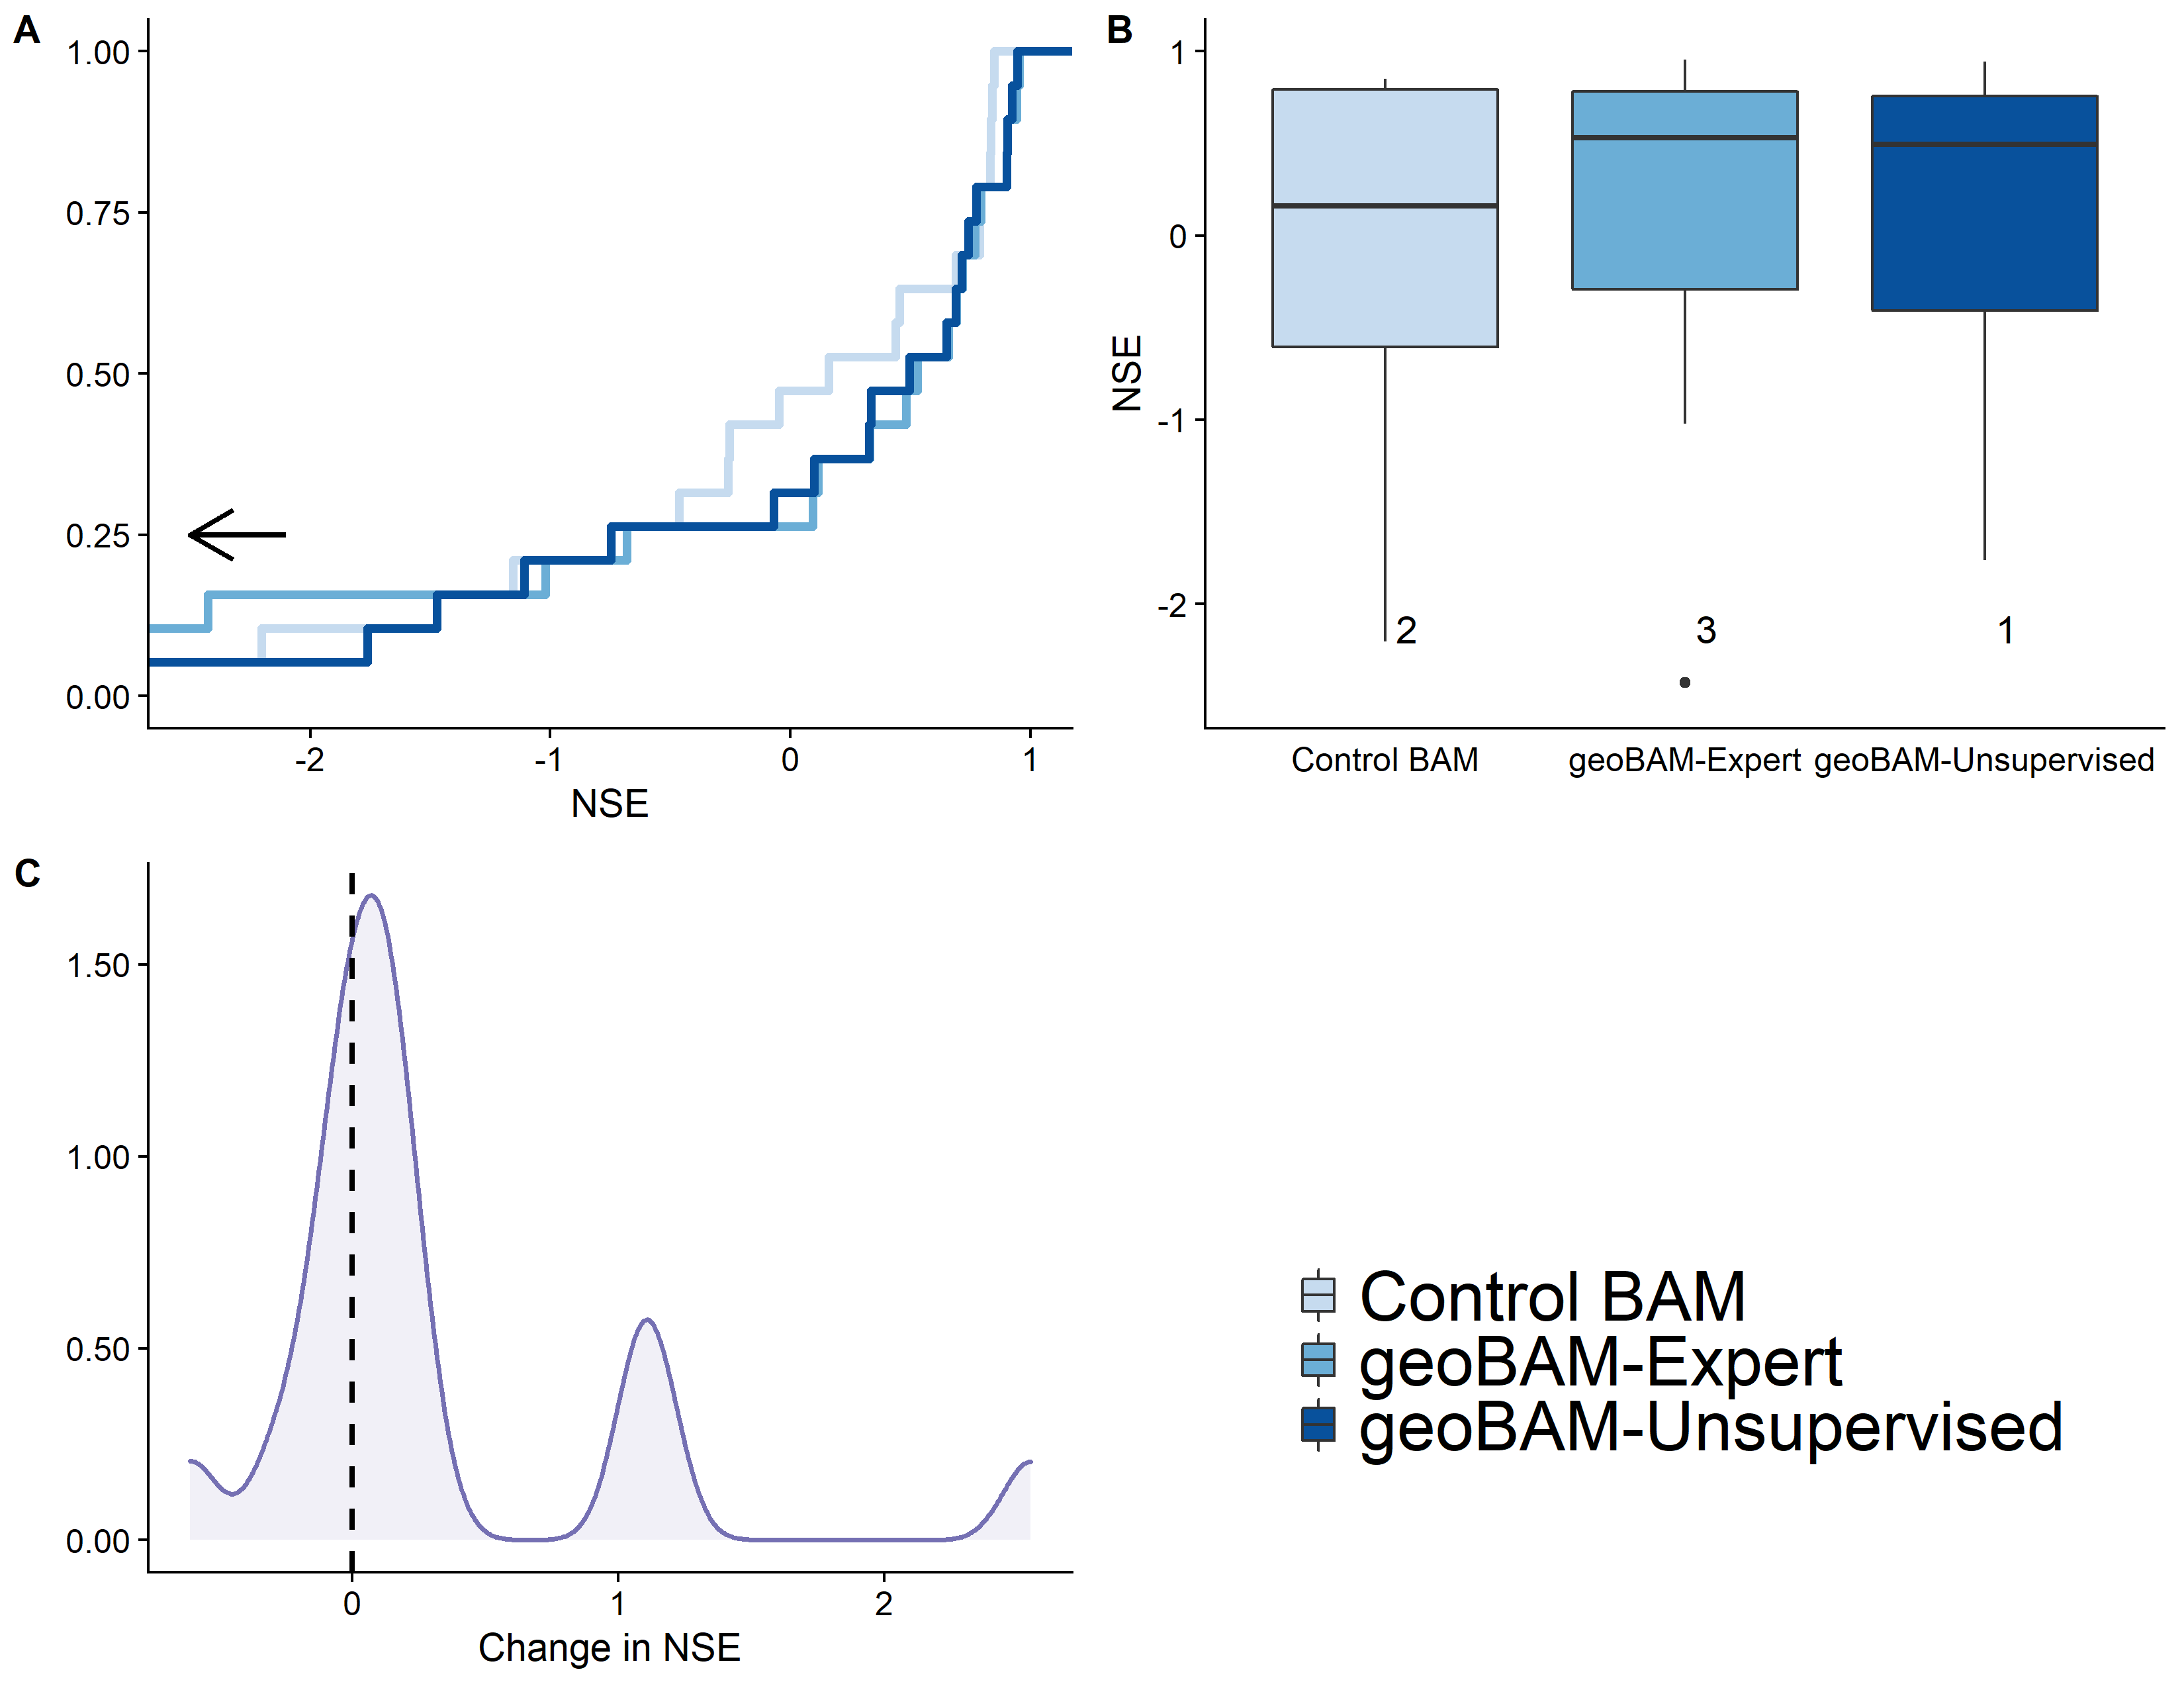 A
1.00
0.75
0.50
0.25
0.00
-2 -1 0 1
NSE
B
1
0
-1
-2
NSE
2 3 1
Control BAM geoBAM-Expert geoBAM-Unsupervised
C
1.50
1.00
0.50
0.00
0 1 2
Change in NSE
Control BAM
geoBAM-Expert
geoBAM-Unsupervised